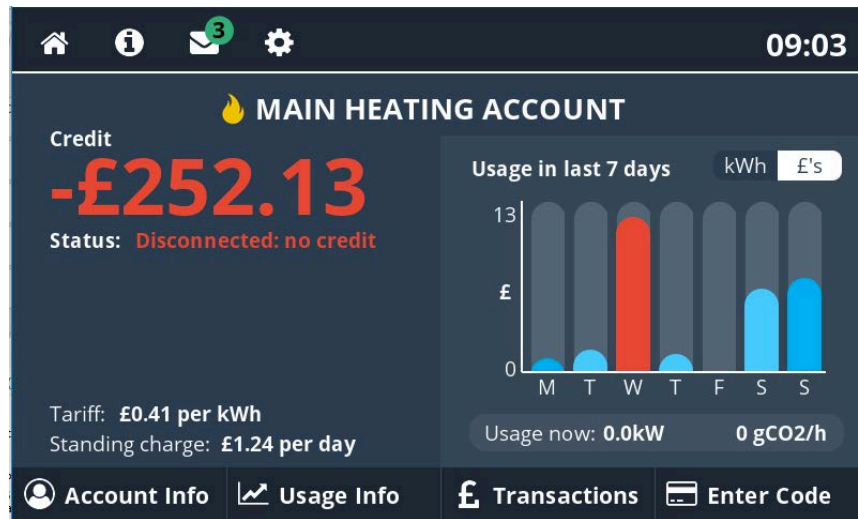 3
09:03
MAIN HEATING ACCOUNT
Credit
-£252.13
Status: Disconnected: no credit
Tariff: £0.41 per kWh
Standing charge: £1.24 per day
Usage in last 7 days
kWh £'s
13
£
0
M T W T F S S
Usage now: 0.0kW 0 gCO2/h
Account Info Usage Info £ Transactions Enter Code